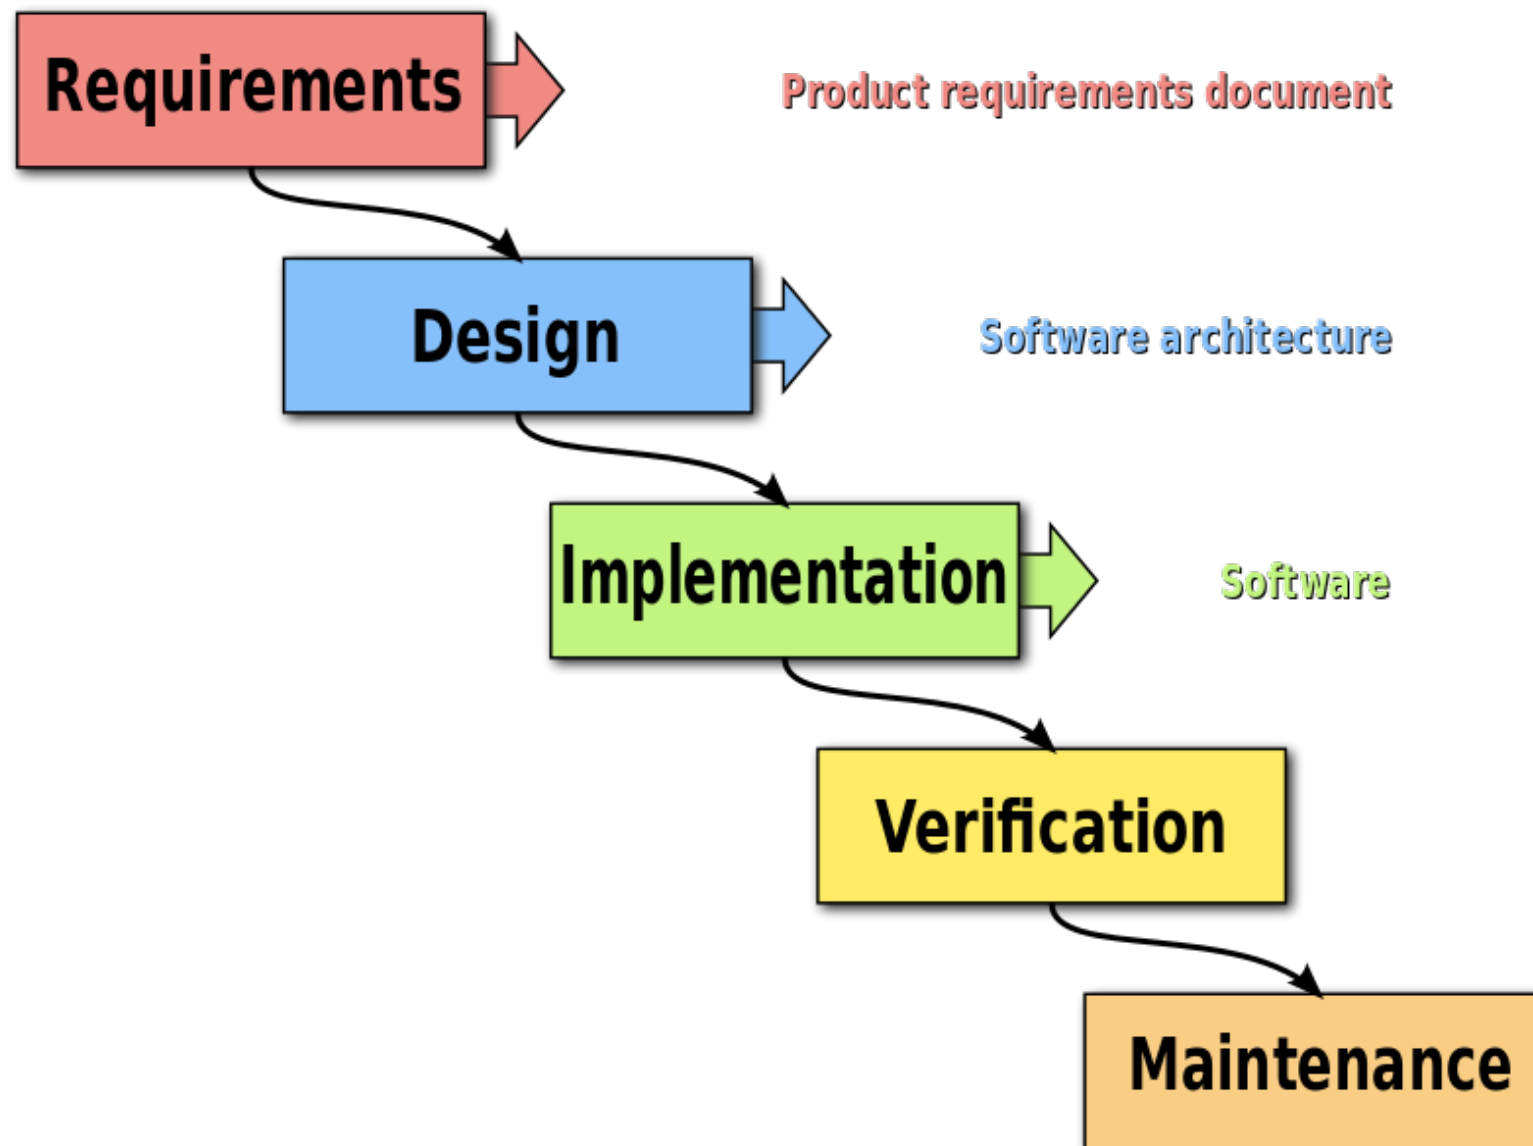 Requirements
Product requirements document
Design
Software architecture
Implementation
Software
Verification
Maintenance